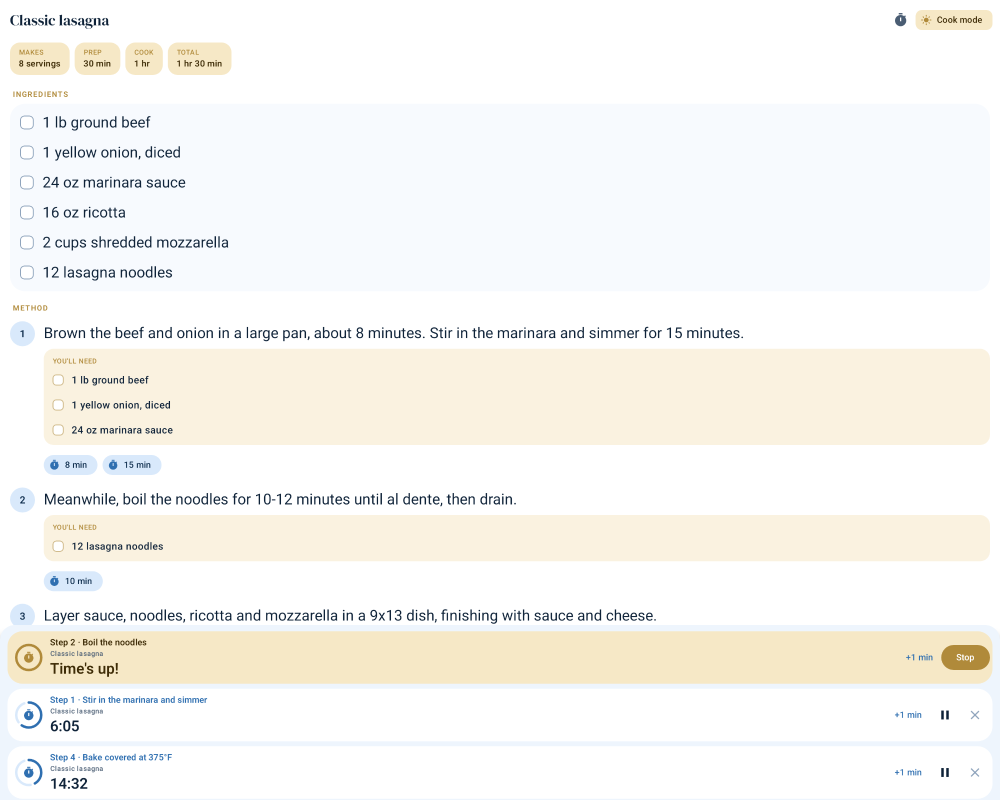 Classic lasagna
Cook mode
MAKES
8 servings
PREP
30 min
COOK
1 hr
TOTAL
1 hr 30 min
INGREDIENTS
1 lb ground beef
1 yellow onion, diced
24 oz marinara sauce
16 oz ricotta
2 cups shredded mozzarella
12 lasagna noodles
METHOD
1
Brown the beef and onion in a large pan, about 8 minutes. Stir in the marinara and simmer for 15 minutes.
YOU'LL NEED
1 lb ground beef
1 yellow onion, diced
24 oz marinara sauce
8 min
15 min
2
Meanwhile, boil the noodles for 10-12 minutes until al dente, then drain.
YOU'LL NEED
12 lasagna noodles
10 min
3
Layer sauce, noodles, ricotta and mozzarella in a 9x13 dish, finishing with sauce and cheese.
Step 2 · Boil the noodles
Classic lasagna
Time's up!
+1 min
Stop
Step 1 · Stir in the marinara and simmer
Classic lasagna
6:05
+1 min
Step 4 · Bake covered at 375°F
Classic lasagna
14:32
+1 min